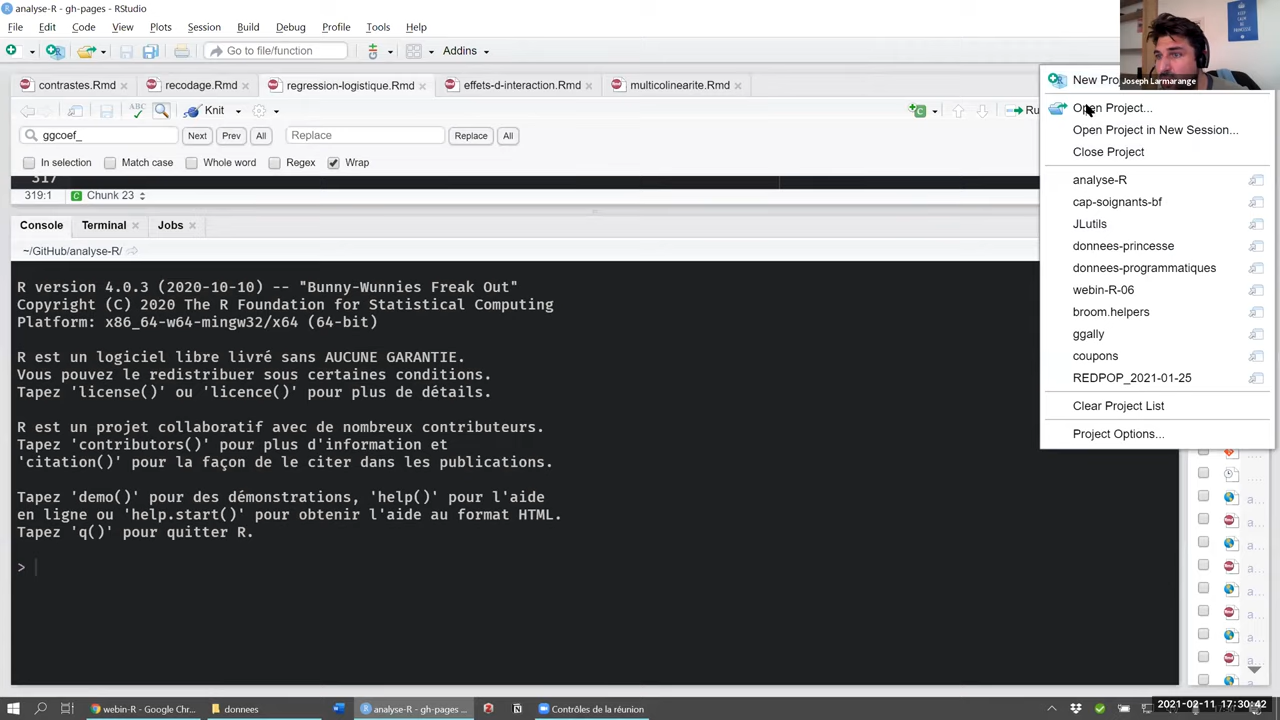 analyse-R - gh-pages - RStudio
File Edit Code View Plots Session Build Debug Profile Tools Help
Go to file/function
Addins
contrastes.Rmd
recodage.Rmd
regression-logistique.Rmd
effets-d-interaction.Rmd
multicolinearite.Rmd
ABC
Knit
Ru
ggcoef_
Next
Prev
All
Replace
Replace
All
In selection
Match case
Whole word
Regex
Wrap
317
319:1
Chunk 23
Console
Terminal
Jobs
~/GitHub/analyse-R/
R version 4.0.3 (2020-10-10) -- "Bunny-Wunnies Freak Out"
Copyright (C) 2020 The R Foundation for Statistical Computing
Platform: x86_64-w64-mingw32/x64 (64-bit)
R est un logiciel libre livré sans AUCUNE GARANTIE.
Vous pouvez le redistribuer sous certaines conditions.
Tapez 'license()' ou 'licence()' pour plus de détails.
R est un projet collaboratif avec de nombreux contributeurs.
Tapez 'contributors()' pour plus d'information et
'citation()' pour la façon de le citer dans les publications.
Tapez 'demo()' pour des démonstrations, 'help()' pour l'aide
en ligne ou 'help.start()' pour obtenir l'aide au format HTML.
Tapez 'q()' pour quitter R.
>
KEEP
CALM
Joseph Larmarange
New Pro
Open Project...
Open Project in New Session...
Close Project
analyse-R
cap-soignants-bf
JLutils
donnees-princesse
donnees-programmatiques
webin-R-06
broom.helpers
ggally
coupons
REDPOP_2021-01-25
Clear Project List
Project Options...
a...
a...
a...
a...
a...
a...
a...
a...
webin-R - Google Chr...
donnees
analyse-R - gh-pages ...
Contrôles de la réunion
2021-02-11 17:30:42